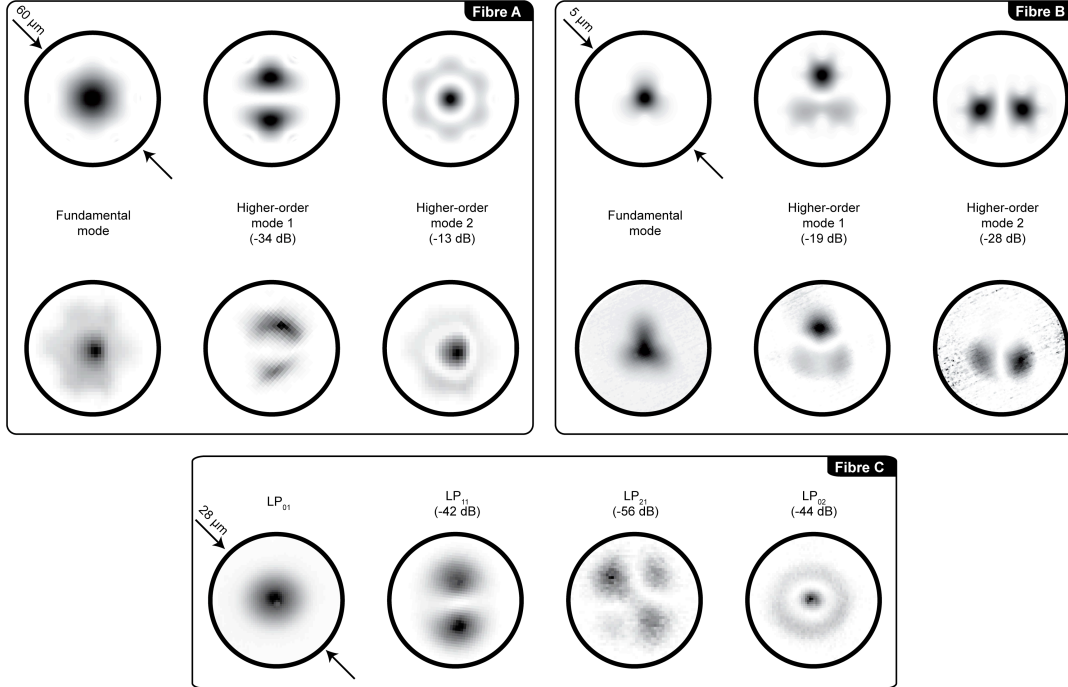 Fibre A
60 µm
Fundamental
mode
Higher-order
mode 1
(-34 dB)
Higher-order
mode 2
(-13 dB)
Fibre B
5 µm
Fundamental
mode
Higher-order
mode 1
(-19 dB)
Higher-order
mode 2
(-28 dB)
Fibre C
28 µm
LP01
LP11
(-42 dB)
LP21
(-56 dB)
LP02
(-44 dB)